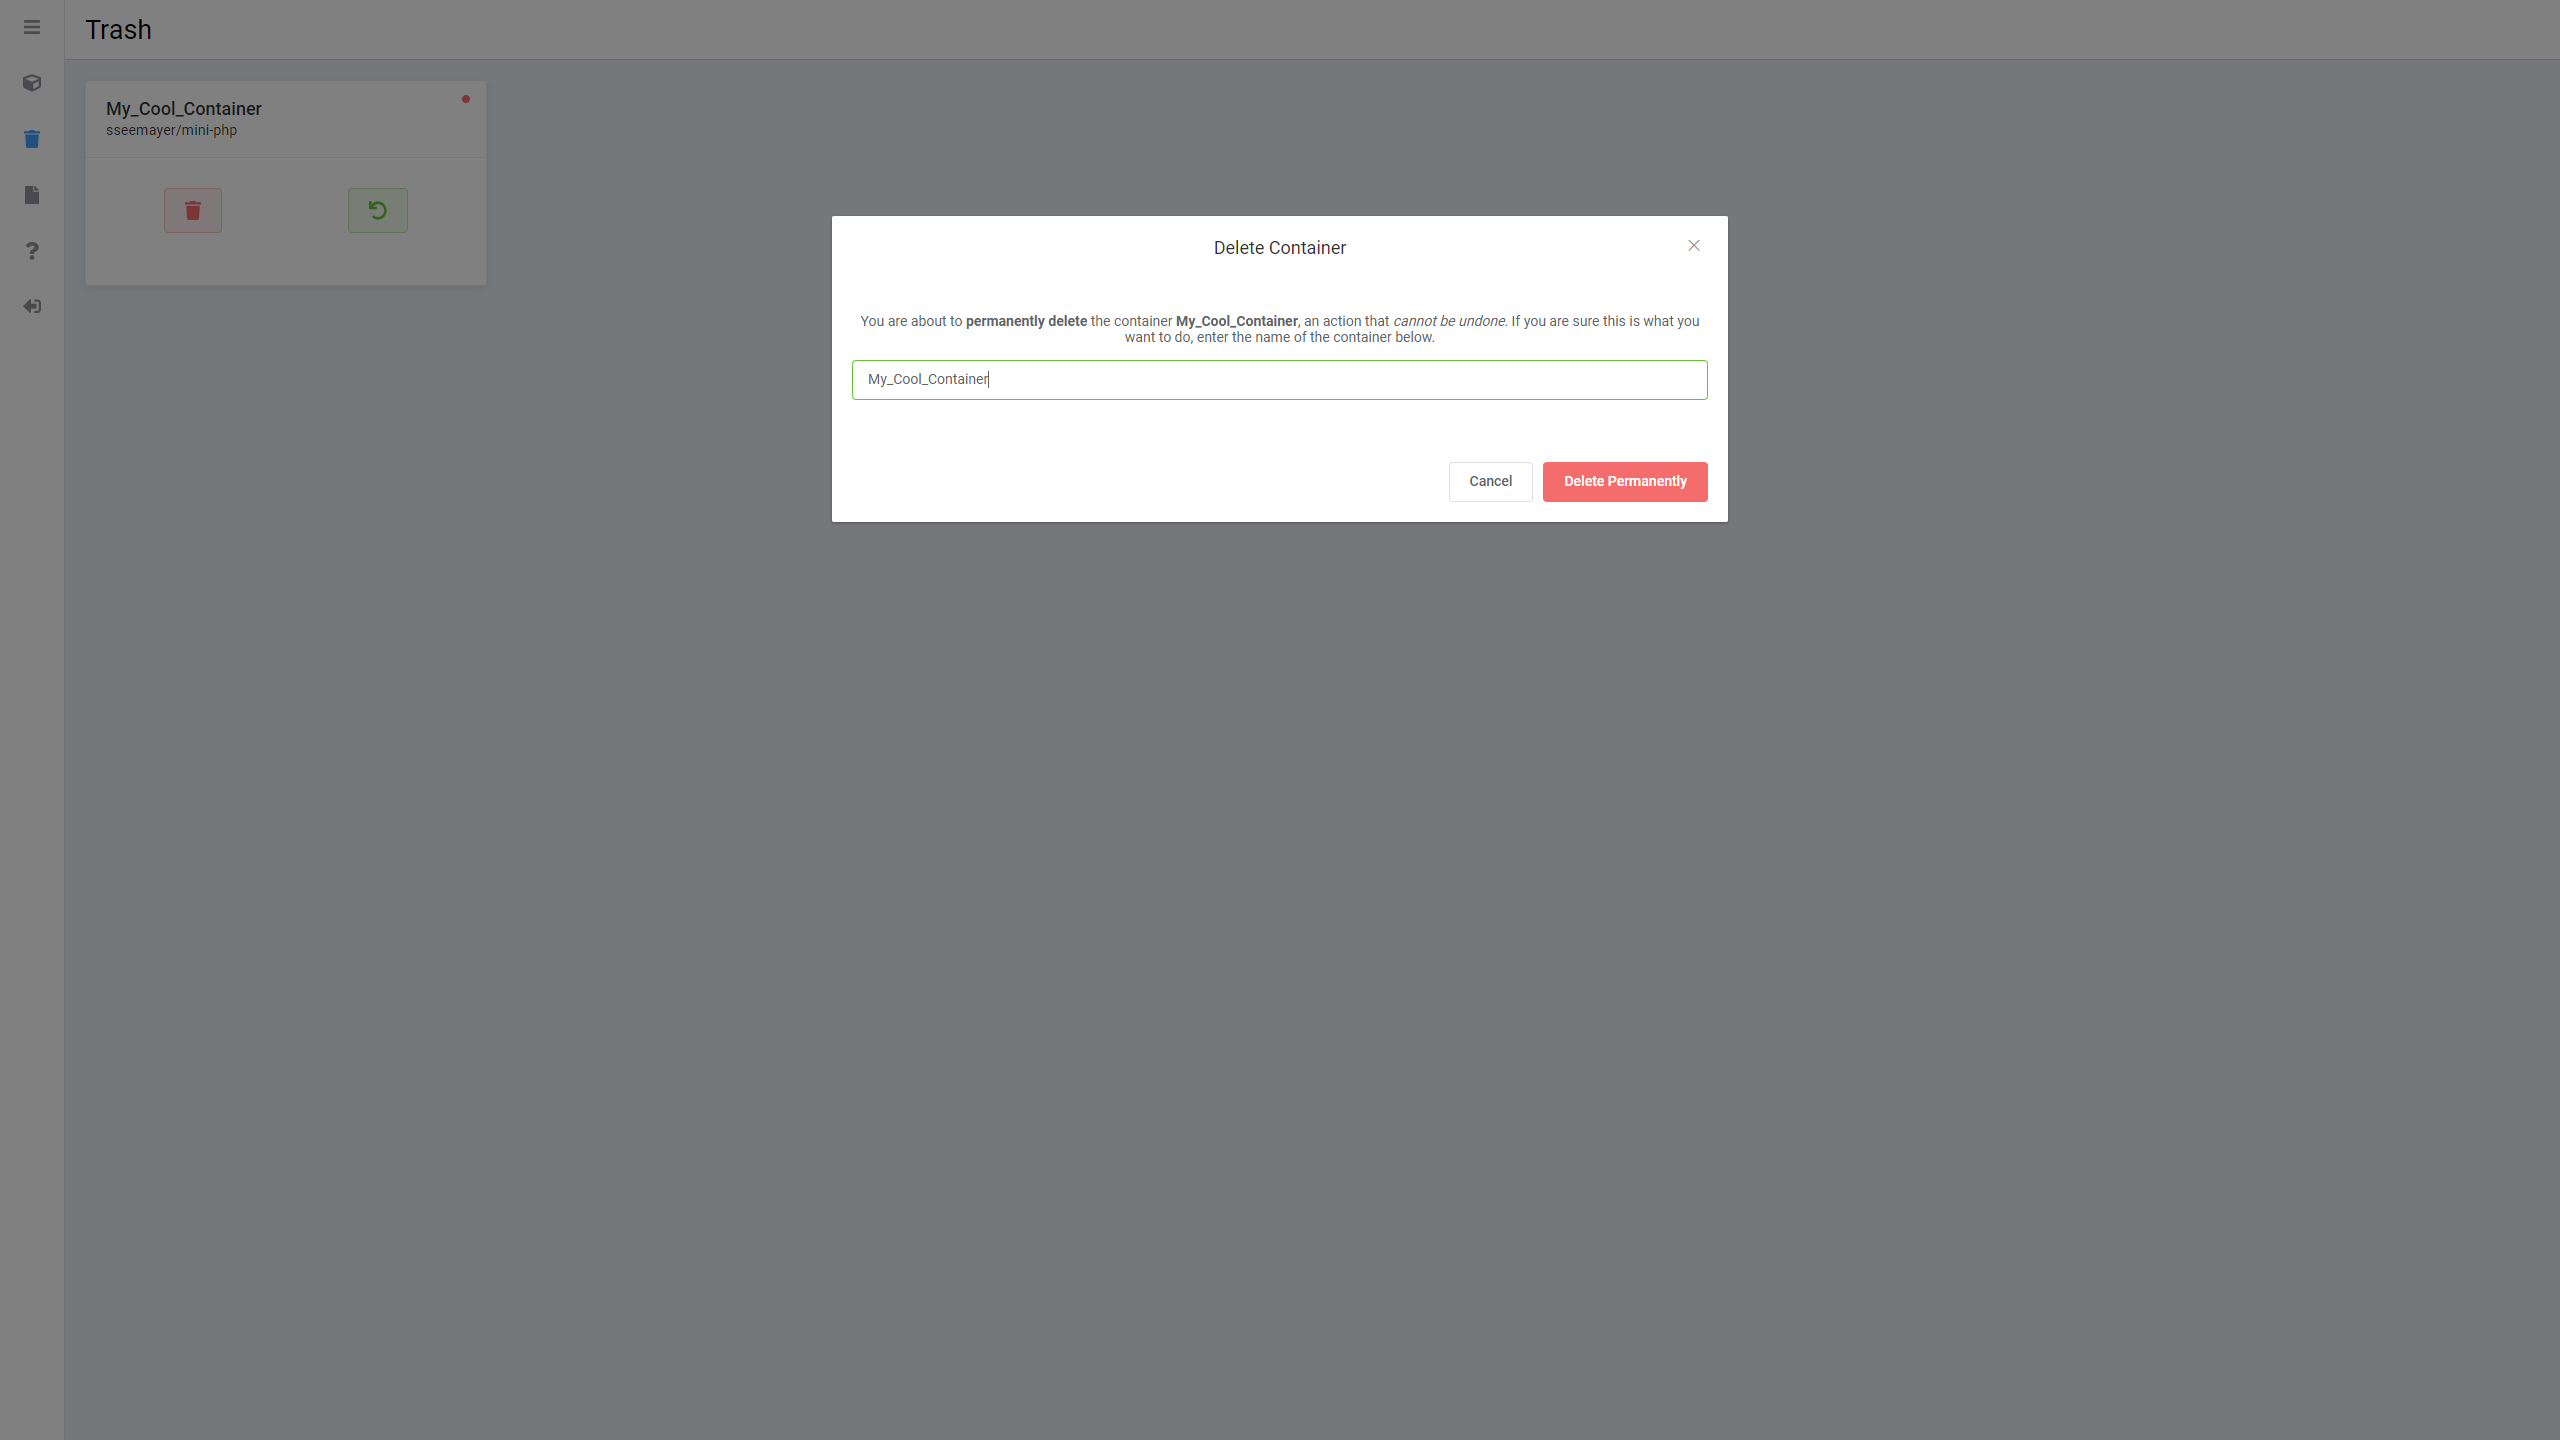 Trash
My_Cool_Container
sseemayer/mini-php
Delete Container
You are about to permanently delete the container My_Cool_Container, an action that cannot be undone. If you are sure this is what you
want to do, enter the name of the container below.
My_Cool_Container
Cancel
Delete Permanently